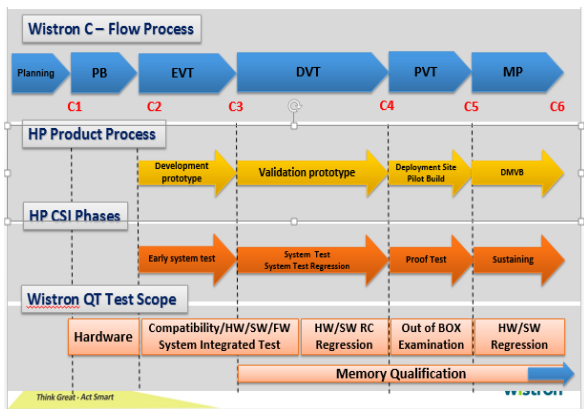 Wistron C – Flow Process
Planning
PB
EVT
DVT
PVT
MP
C1
C2
C3
C4
C5
C6
HP Product Process
Development
prototype
Validation prototype
Deployment Site
Pilot Build
DMVB
HP CSI Phases
Early system test
System Test
System Test Regression
Proof Test
Sustaining
Wistron QT Test Scope
Hardware
Compatibility/HW/SW/FW
System Integrated Test
HW/SW RC
Regression
Out of BOX
Examination
HW/SW
Regression
Memory Qualification
Think Great - Act Smart
wistron